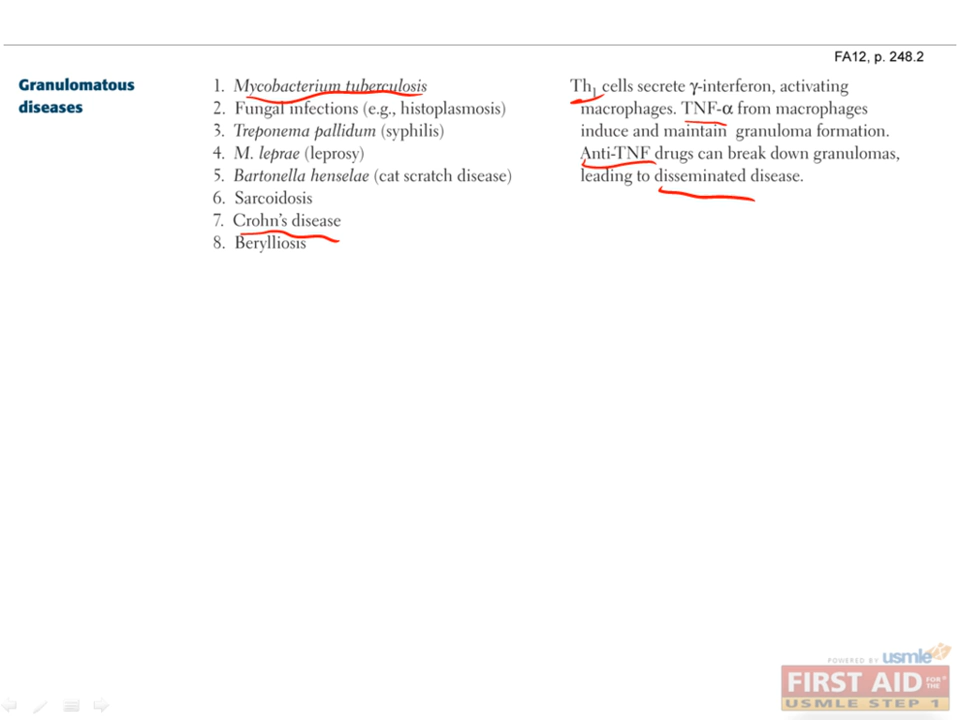 FA12, p. 248.2
Granulomatous
diseases
1. Mycobacterium tuberculosis
2. Fungal infections (e.g., histoplasmosis)
3. Treponema pallidum (syphilis)
4. M. leprae (leprosy)
5. Bartonella henselae (cat scratch disease)
6. Sarcoidosis
7. Crohn's disease
8. Berylliosis
Th1 cells secrete γ-interferon, activating
macrophages. TNF-α from macrophages
induce and maintain granuloma formation.
Anti-TNF drugs can break down granulomas,
leading to disseminated disease.
POWERED BY usmle
FIRST AID FOR THE
USMLE STEP 1